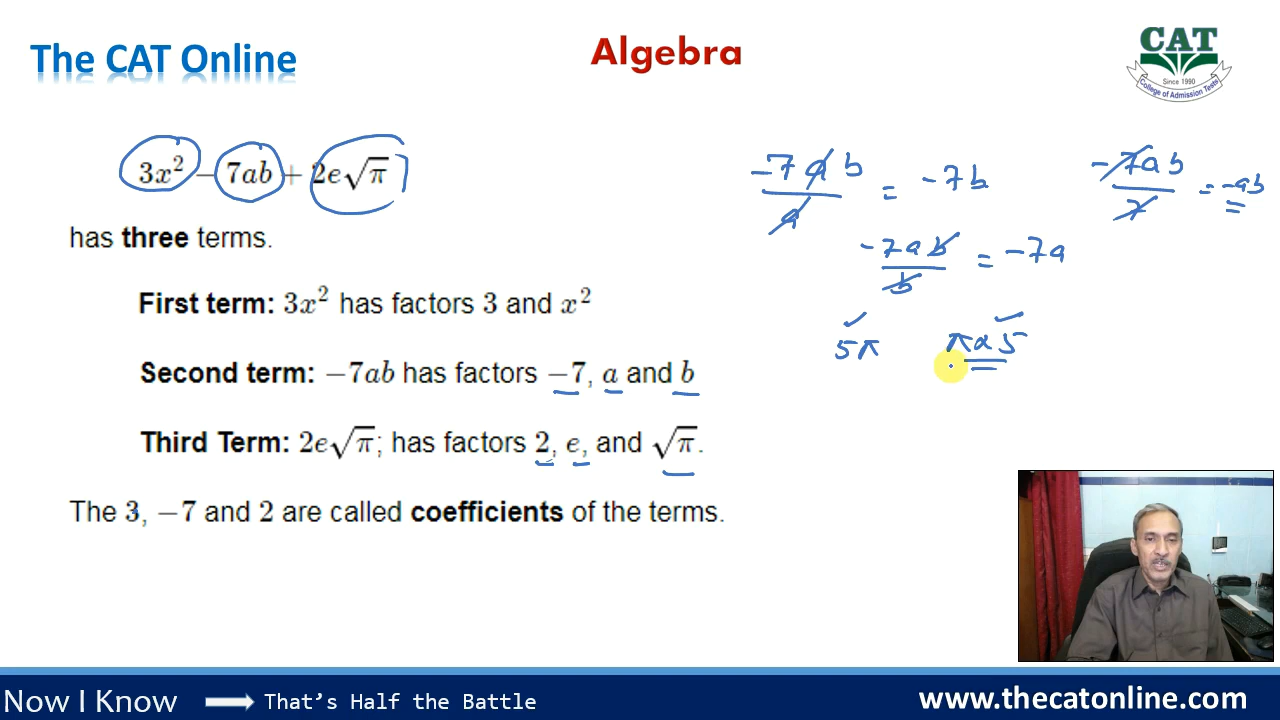 The CAT Online
Algebra
CAT
Since 1990
College of Admission Tests
3x² − 7ab + 2e√π
has three terms.
First term: 3x² has factors 3 and x²
Second term: −7ab has factors −7, a and b
Third Term: 2e√π; has factors 2, e, and √π.
The 3, −7 and 2 are called coefficients of the terms.
-7ab/a = -7b
-7ab/7 = -ab
-7ab/b = -7a
5π
πα5
Now I Know
That's Half the Battle
www.thecatonline.com